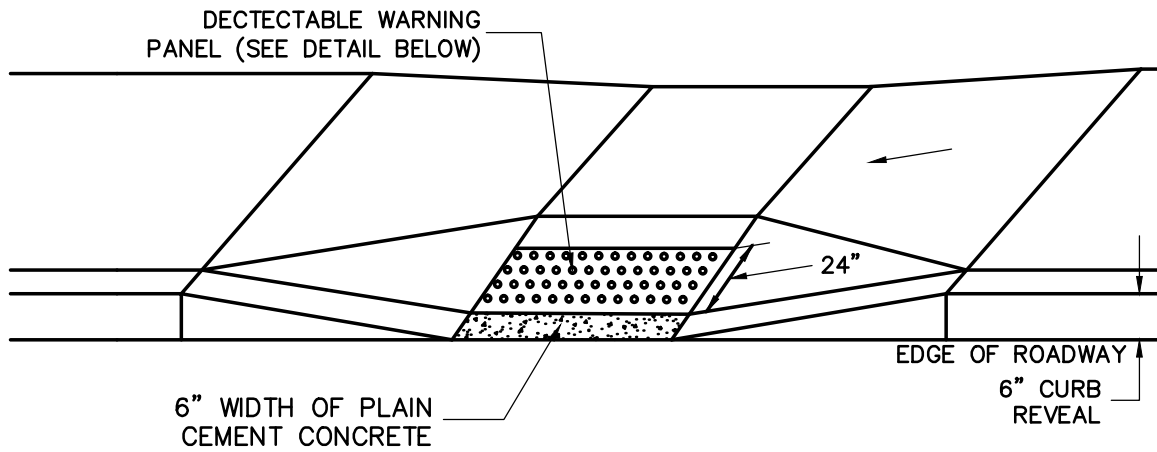 DECTECTABLE WARNING
PANEL (SEE DETAIL BELOW)
24”
EDGE OF ROADWAY
6” CURB
REVEAL
6” WIDTH OF PLAIN
CEMENT CONCRETE